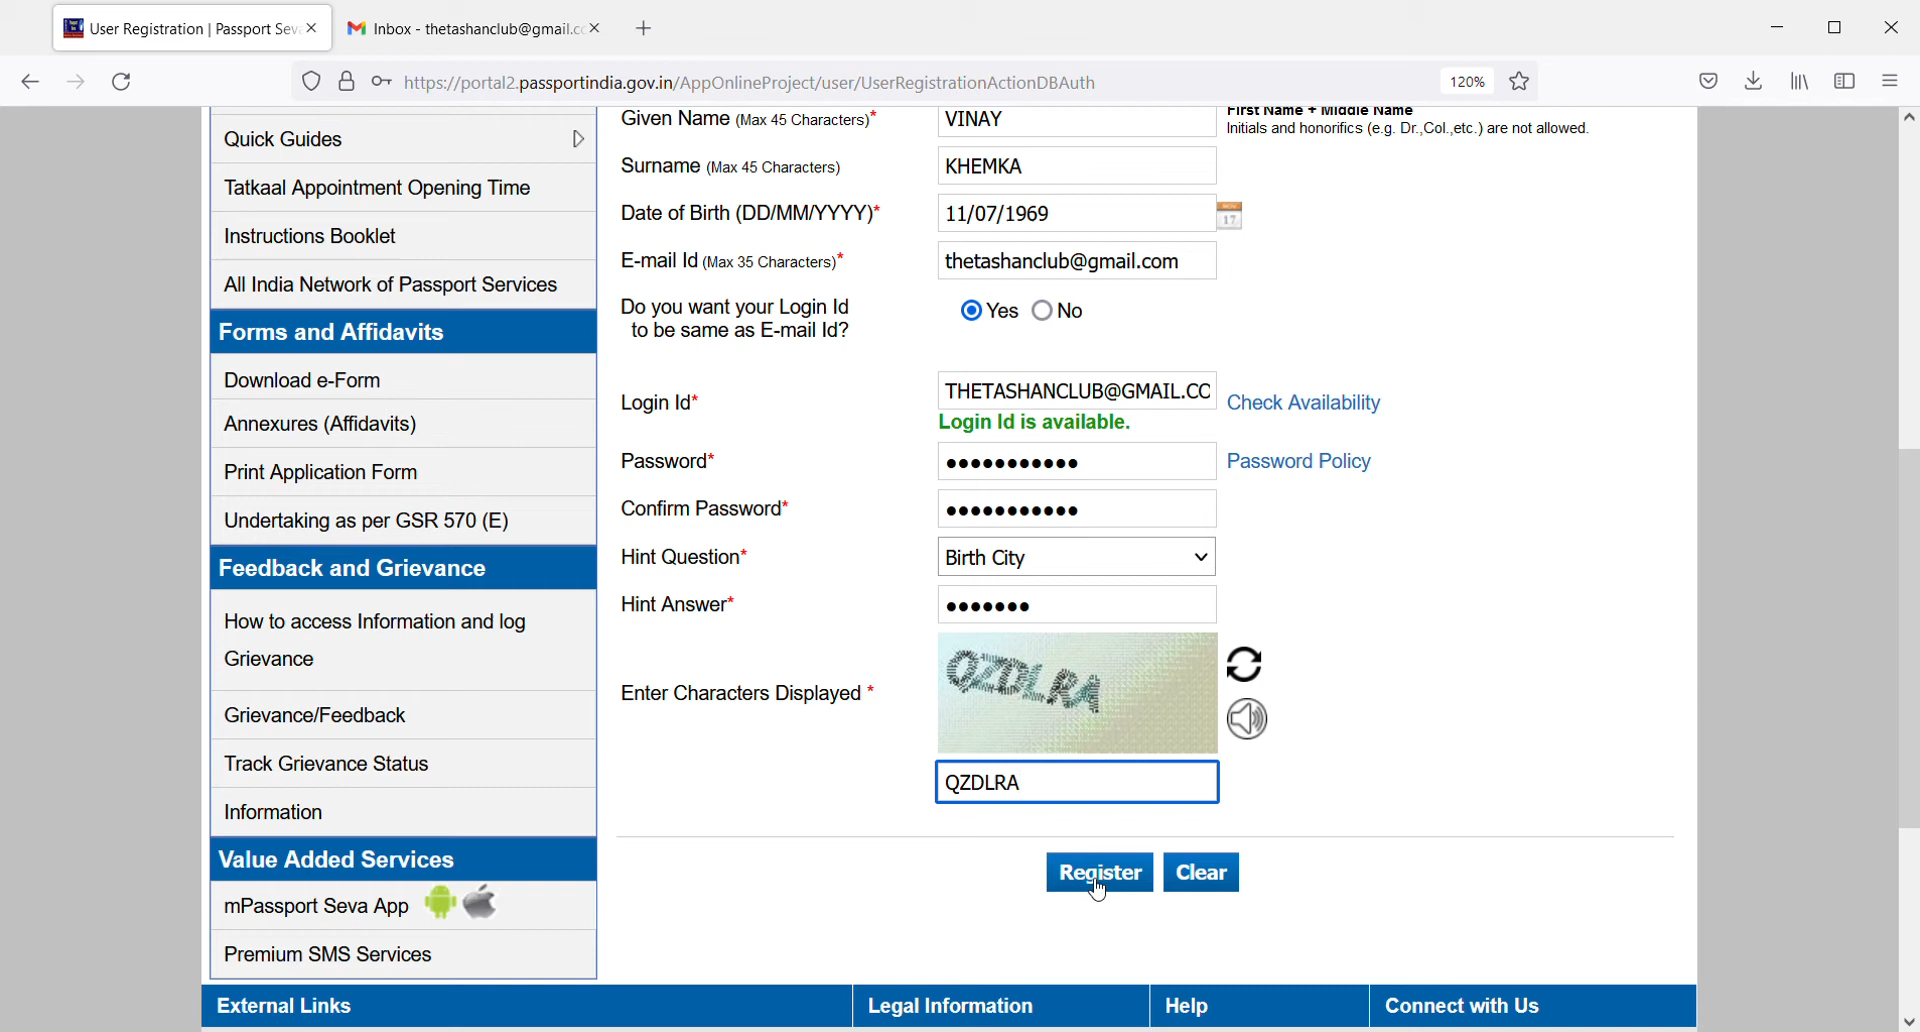 User Registration | Passport Seva
Inbox - thetashanclub@gmail.co
https://portal2.passportindia.gov.in/AppOnlineProject/user/UserRegistrationActionDBAuth
120%
Quick Guides
Tatkaal Appointment Opening Time
Instructions Booklet
All India Network of Passport Services
Forms and Affidavits
Download e-Form
Annexures (Affidavits)
Print Application Form
Undertaking as per GSR 570 (E)
Feedback and Grievance
How to access Information and log
Grievance
Grievance/Feedback
Track Grievance Status
Information
Value Added Services
mPassport Seva App
Premium SMS Services
Given Name (Max 45 Characters)* VINAY
First Name + Middle Name
Initials and honorifics (e.g. Dr.,Col.,etc.) are not allowed.
Surname (Max 45 Characters) KHEMKA
Date of Birth (DD/MM/YYYY)* 11/07/1969
17
E-mail Id (Max 35 Characters)* thetashanclub@gmail.com
Do you want your Login Id
to be same as E-mail Id?
Yes No
Login Id* THETASHANCLUB@GMAIL.CO Check Availability
Login Id is available.
Password* ●●●●●●●●●●● Password Policy
Confirm Password* ●●●●●●●●●●●
Hint Question* Birth City
Hint Answer* ●●●●●●●
Enter Characters Displayed * QZDLRA
QZDLRA
Register Clear
External Links Legal Information Help Connect with Us